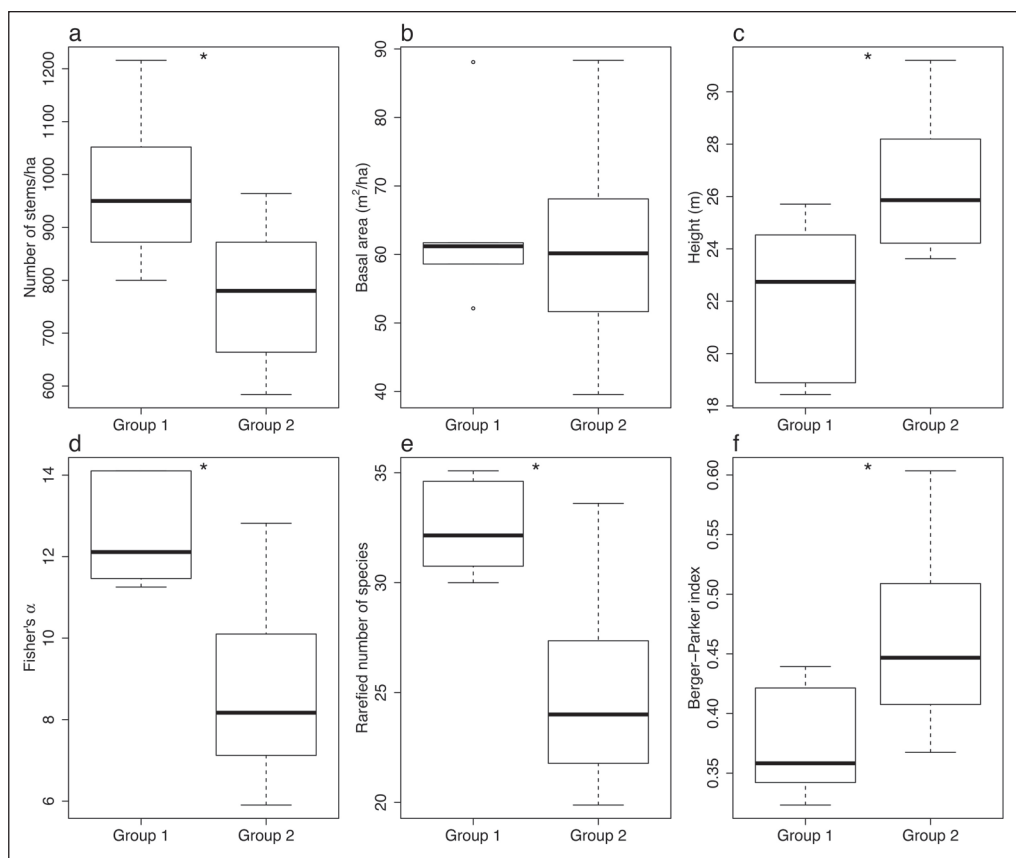 a
*
Number of stems/ha
1200
1100
1000
900
800
700
600
Group 1
Group 2
b
Basal area (m²/ha)
90
80
70
60
50
40
Group 1
Group 2
c
*
Height (m)
30
28
26
24
22
20
18
Group 1
Group 2
d
*
Fisher's α
14
12
10
8
6
Group 1
Group 2
e
*
Rarefied number of species
35
30
25
20
Group 1
Group 2
f
*
Berger–Parker index
0.60
0.55
0.50
0.45
0.40
0.35
Group 1
Group 2